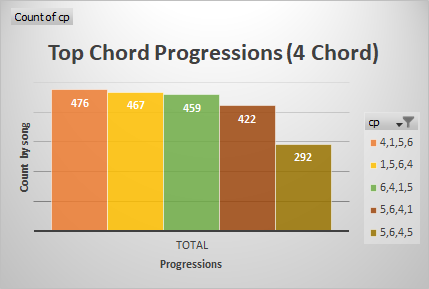 Count of cp
Top Chord Progressions (4 Chord)
Count by song
476
467
459
422
292
TOTAL
Progressions
cp
4,1,5,6
1,5,6,4
6,4,1,5
5,6,4,1
5,6,4,5